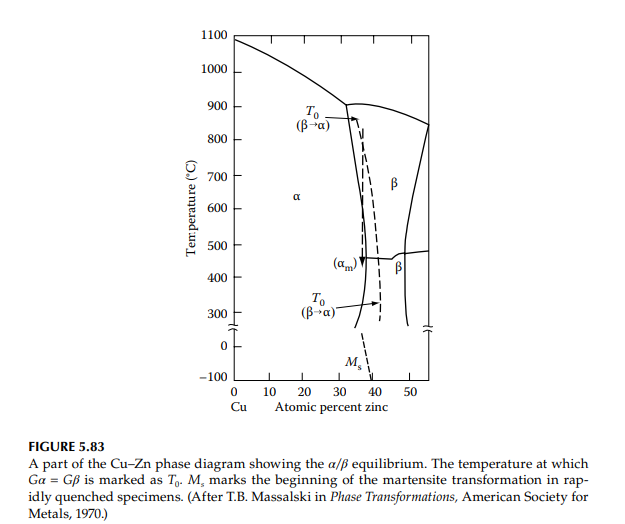 1100
1000
900
800
700
600
500
400
300
0
−100
Temperature (°C)
T0
(β→α)
α
β
(αm)
β
T0
(β→α)
Ms
0 10 20 30 40 50
Cu Atomic percent zinc
FIGURE 5.83
A part of the Cu–Zn phase diagram showing the α/β equilibrium. The temperature at which
Gα = Gβ is marked as T0. Ms marks the beginning of the martensite transformation in rap-
idly quenched specimens. (After T.B. Massalski in Phase Transformations, American Society for
Metals, 1970.)